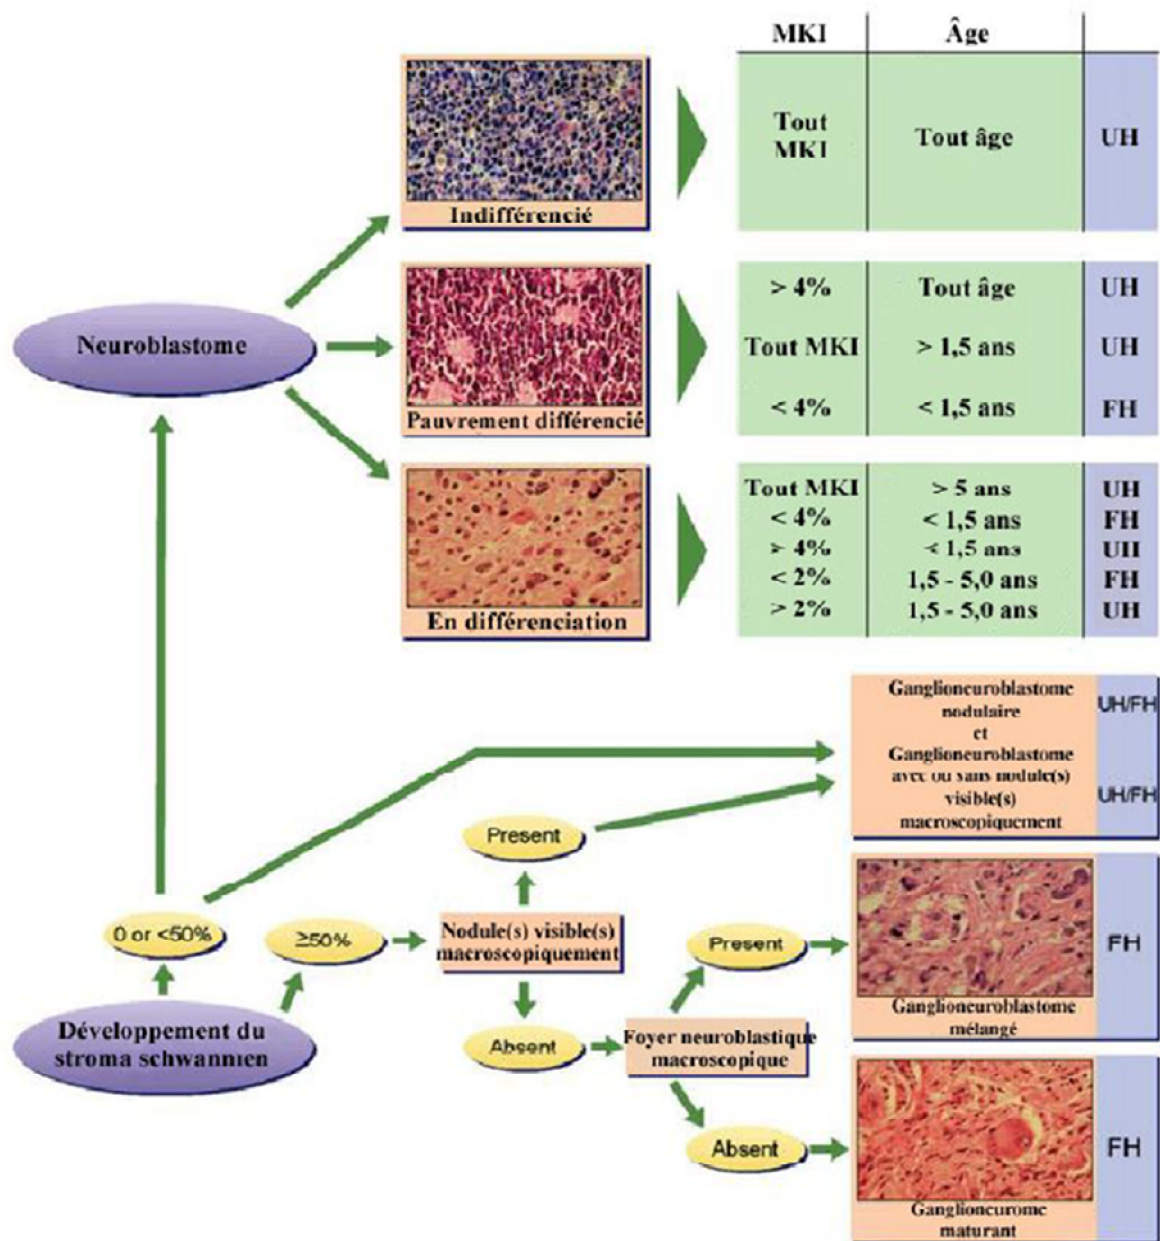 MKI Âge
Tout
MKI
Tout âge
UH
Indifférencié
Neuroblastome
> 4% Tout âge UH
Tout MKI > 1,5 ans UH
< 4% < 1,5 ans FH
Pauvrement différencié
Tout MKI > 5 ans UH
< 4% < 1,5 ans FH
> 4% < 1,5 ans UH
< 2% 1,5 - 5,0 ans FH
> 2% 1,5 - 5,0 ans UH
En différenciation
Ganglioneuroblastome
nodulaire
et
Ganglioneuroblastome
avec ou sans nodule(s)
visible(s)
macroscopiquement
UH/FH
UH/FH
Present
0 or <50%
≥50%
Nodule(s) visible(s)
macroscopiquement
Present
FH
Ganglioneuroblastome
mélangé
Développement du
stroma schwannien
Absent
Foyer neuroblastique
macroscopique
Absent
FH
Ganglioneurome
maturant